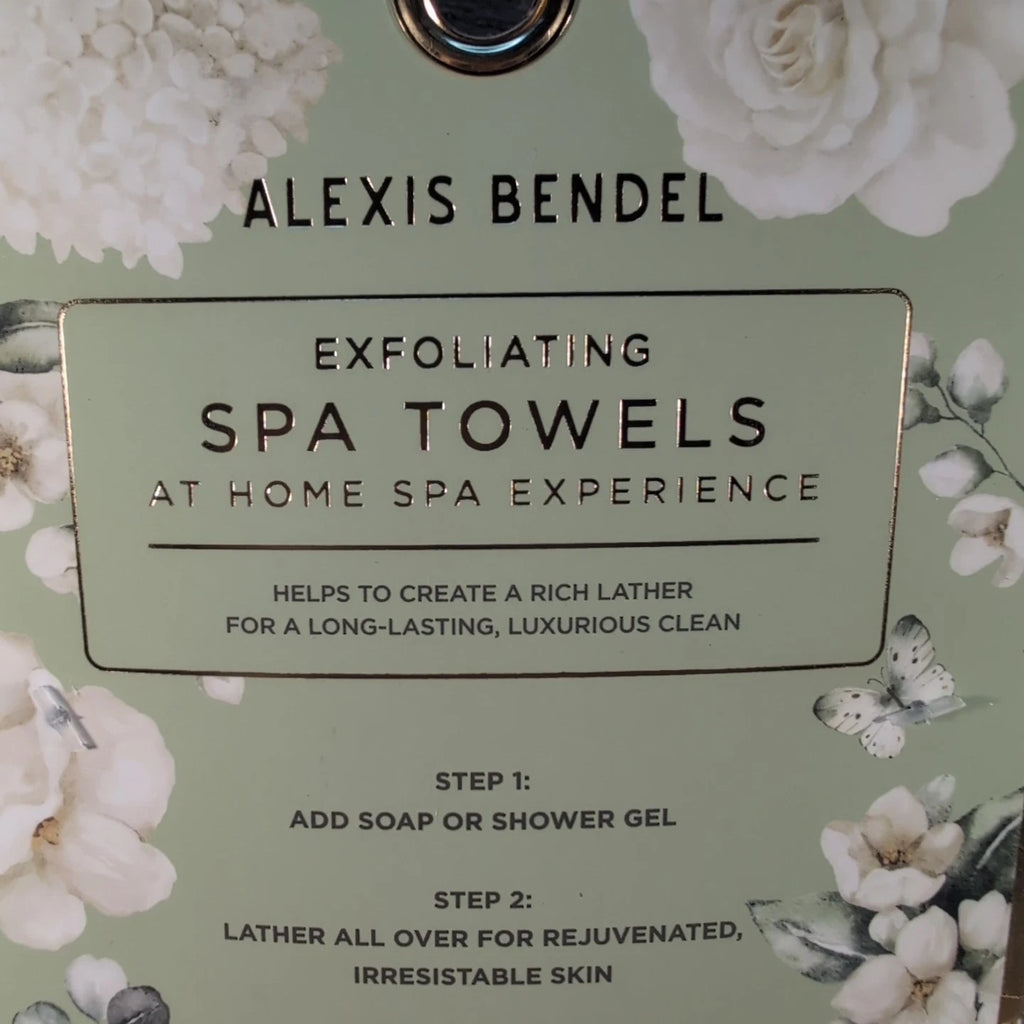 ALEXIS BENDEL
EXFOLIATING
SPA TOWELS
AT HOME SPA EXPERIENCE
HELPS TO CREATE A RICH LATHER
FOR A LONG-LASTING, LUXURIOUS CLEAN
STEP 1:
ADD SOAP OR SHOWER GEL
STEP 2:
LATHER ALL OVER FOR REJUVENATED,
IRRESISTABLE SKIN